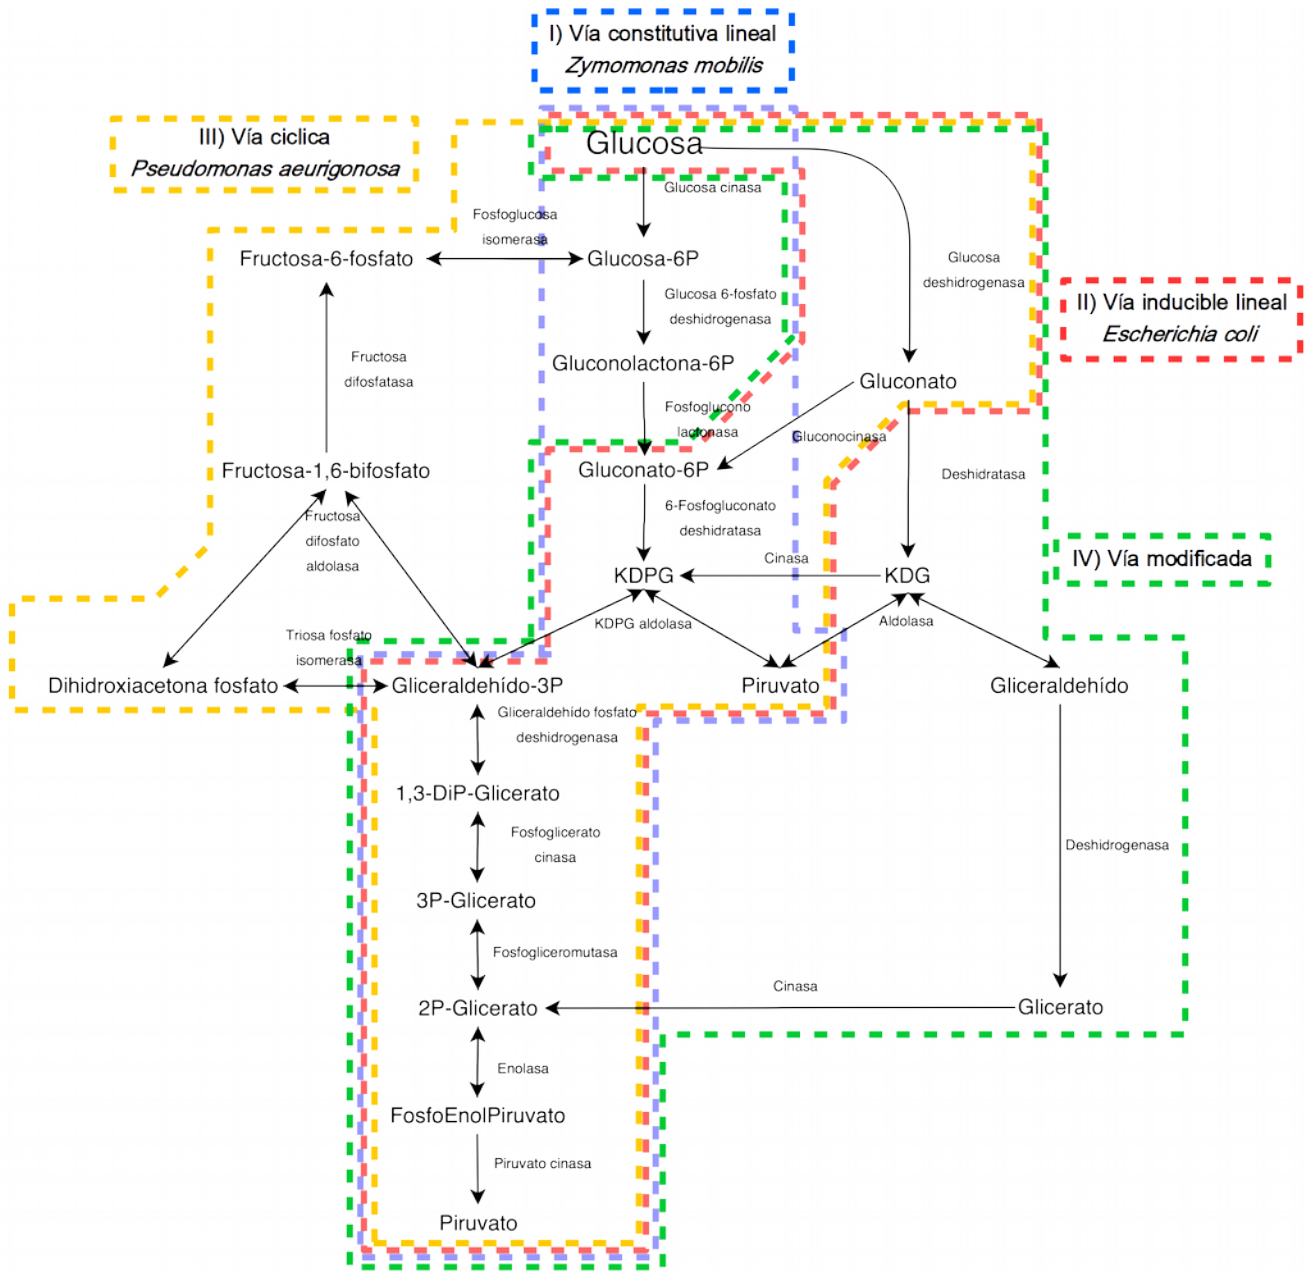 I) Vía constitutiva lineal
Zymomonas mobilis
III) Vía ciclica
Pseudomonas aeurigonosa
Glucosa
Glucosa cinasa
Fosfoglucosa
isomerasa
Fructosa-6-fosfato
Glucosa-6P
Glucosa
deshidrogenasa
II) Vía inducible lineal
Escherichia coli
Glucosa 6-fosfato
deshidrogenasa
Fructosa
difosfatasa
Gluconolactona-6P
Gluconato
Fosfoglucono
lactonasa
Gluconocinasa
Fructosa-1,6-bifosfato
Gluconato-6P
Deshidratasa
Fructosa
difosfato
aldolasa
6-Fosfogluconato
deshidratasa
IV) Vía modificada
KDPG
Cinasa
KDG
KDPG aldolasa
Aldolasa
Triosa fosfato
isomerasa
Dihidroxiacetona fosfato
Gliceraldehído-3P
Piruvato
Gliceraldehído
Gliceraldehído fosfato
deshidrogenasa
1,3-DiP-Glicerato
Fosfoglicerato
cinasa
Deshidrogenasa
3P-Glicerato
Fosfogliceromutasa
Cinasa
2P-Glicerato
Glicerato
Enolasa
FosfoEnolPiruvato
Piruvato cinasa
Piruvato